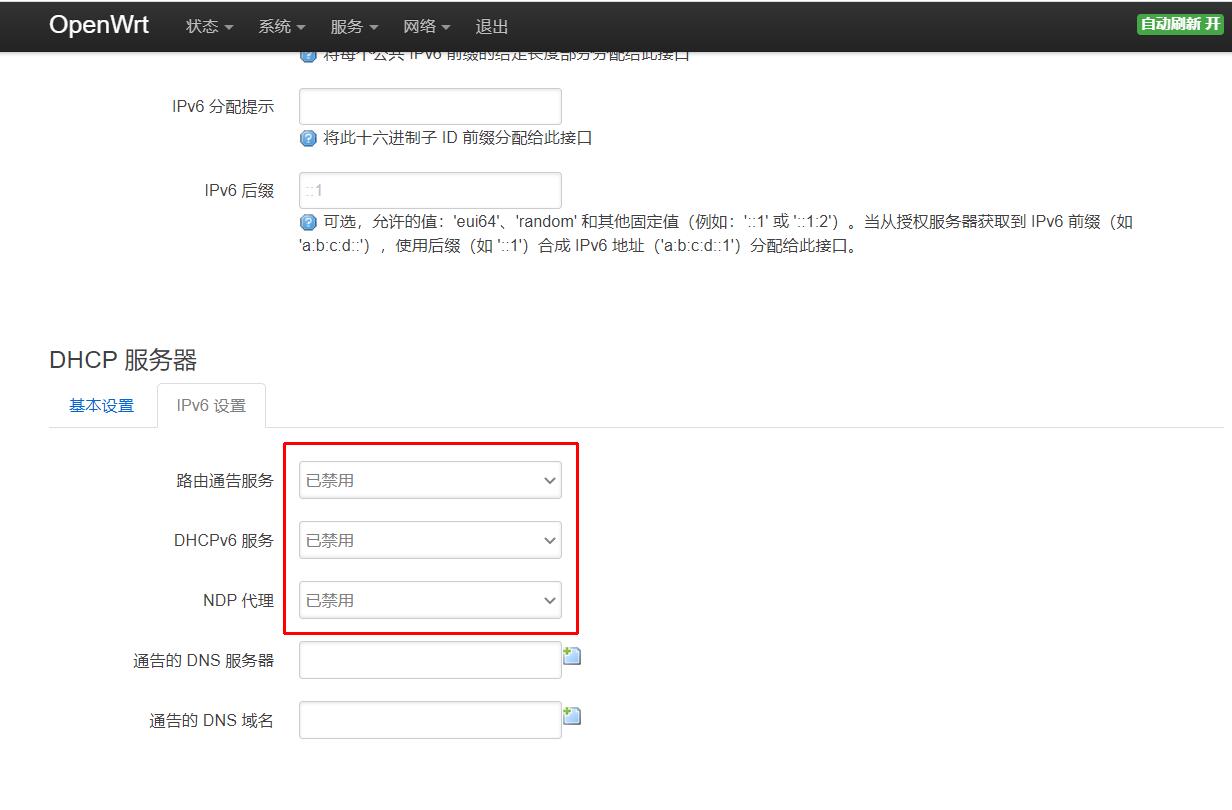 OpenWrt 状态 系统 服务 网络 退出 自动刷新 开
将每个公共 IPv6 前缀的给定长度部分分配给此接口
IPv6 分配提示
将此十六进制子 ID 前缀分配给此接口
IPv6 后缀 ::1
可选，允许的值：'eui64'、'random' 和其他固定值（例如：'::1' 或 '::1:2'）。当从授权服务器获取到 IPv6 前缀（如
'a:b:c:d::'），使用后缀（如 '::1'）合成 IPv6 地址（'a:b:c:d::1'）分配给此接口。
DHCP 服务器
基本设置 IPv6 设置
路由通告服务 已禁用
DHCPv6 服务 已禁用
NDP 代理 已禁用
通告的 DNS 服务器
通告的 DNS 域名